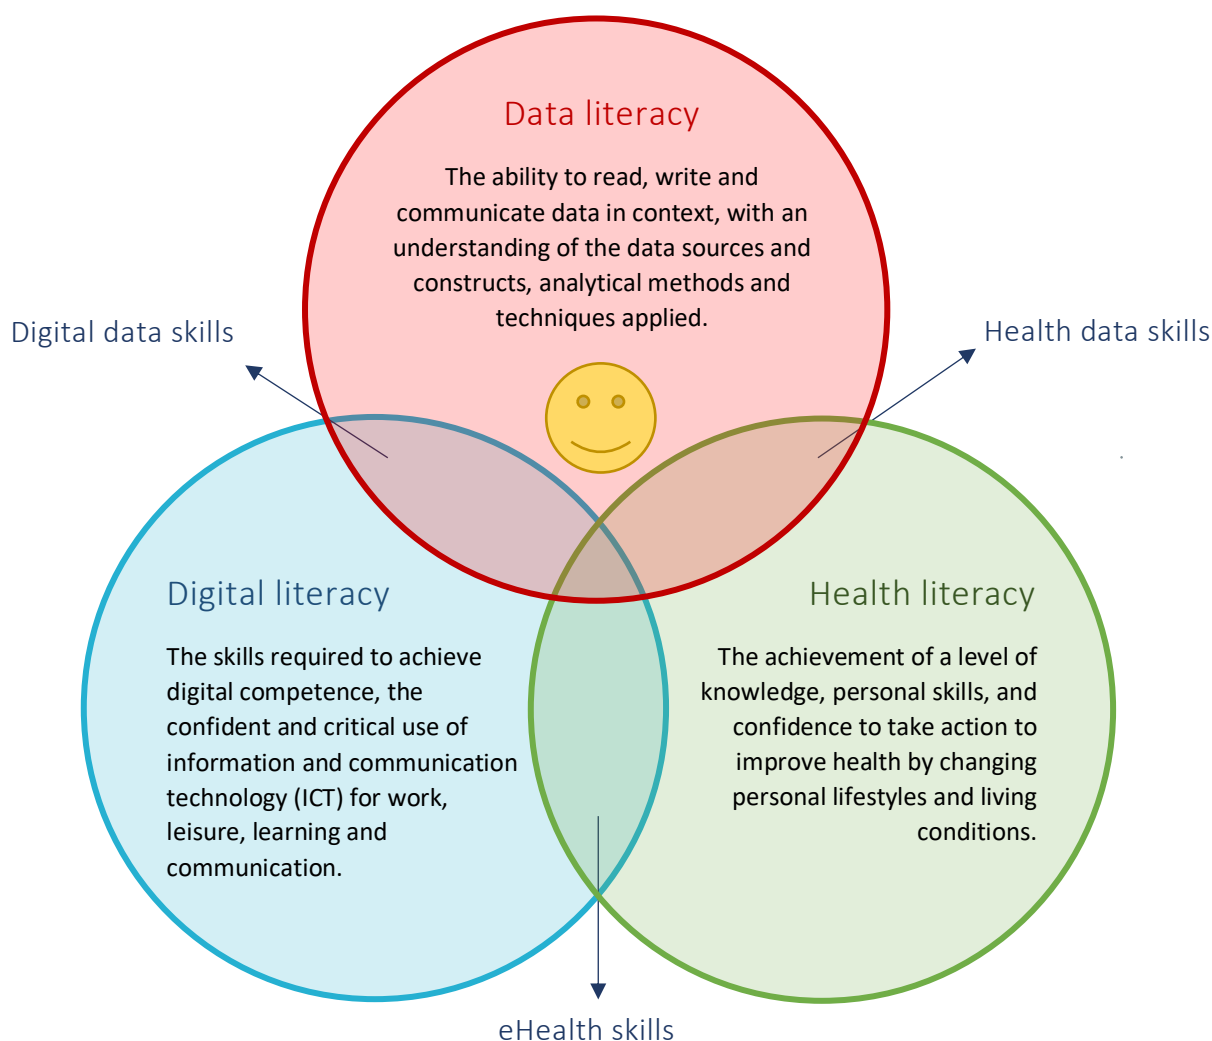 Data literacy
The ability to read, write and
communicate data in context, with an
understanding of the data sources and
constructs, analytical methods and
techniques applied.
Digital data skills
Health data skills
Digital literacy
The skills required to achieve
digital competence, the
confident and critical use of
information and communication
technology (ICT) for work,
leisure, learning and
communication.
Health literacy
The achievement of a level of
knowledge, personal skills, and
confidence to take action to
improve health by changing
personal lifestyles and living
conditions.
eHealth skills